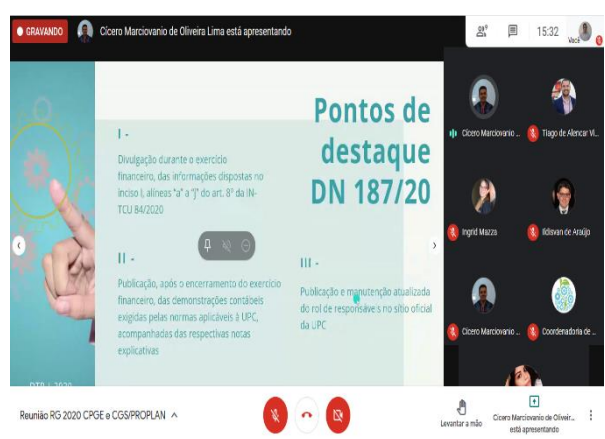 GRAVANDO
Cícero Marciovanio de Oliveira Lima está apresentando
15:32
Você
Pontos de
destaque
DN 187/20
I -
Divulgação durante o exercício
financeiro, das informações dispostas no
inciso I, alíneas "a" a "j" do art. 8º da IN-
TCU 84/2020
II -
Publicação, após o encerramento do exercício
financeiro, das demonstrações contábeis
exigidas pelas normas aplicáveis à UPC,
acompanhadas das respectivas notas
explicativas
III -
Publicação e manutenção atualizada
do rol de responsáveis no sítio oficial
da UPC
Cícero Marciovanio ...
Tiago de Alencar Vi...
Ingrid Mazza
Ildisvan de Araújo
Cícero Marciovanio ...
Coordenadoria de ...
Reunião RG 2020 CPGE e CGS/PROPLAN
Levantar a mão
Cícero Marciovanio de Oliveir...
está apresentando